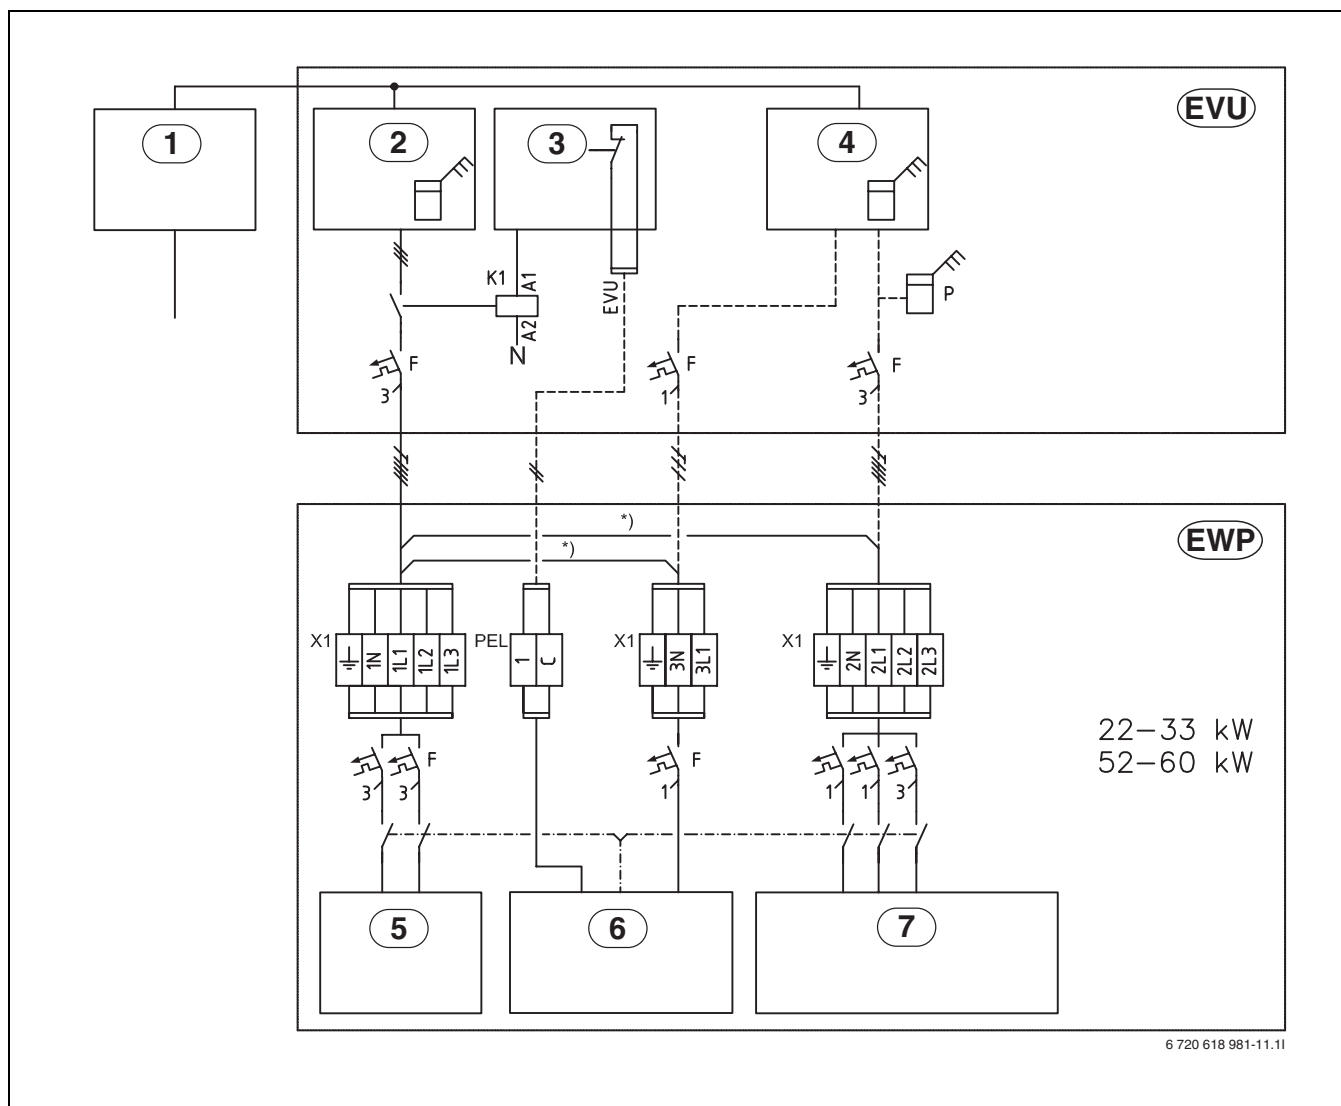 EVU
1
2
3
4
K1
A1
A2
N
EVU
P
F
3
F
1
F
3
EWP
*)
*)
X1
1N
1L1
1L2
1L3
PEL
1
C
X1
3N
3L1
X1
2N
2L1
2L2
2L3
22-33 kW
52-60 kW
F
3
3
F
1
1
1
3
5
6
7
6 720 618 981-11.1I